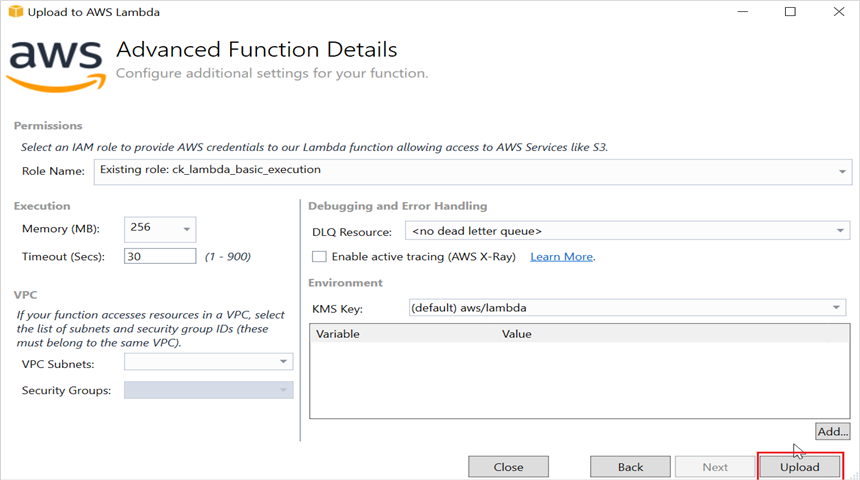 Upload to AWS Lambda
aws
Advanced Function Details
Configure additional settings for your function.
Permissions
Select an IAM role to provide AWS credentials to our Lambda function allowing access to AWS Services like S3.
Role Name: Existing role: ck_lambda_basic_execution
Execution
Memory (MB): 256
Timeout (Secs): 30 (1 - 900)
VPC
If your function accesses resources in a VPC, select
the list of subnets and security group IDs (these
must belong to the same VPC).
VPC Subnets:
Security Groups:
Debugging and Error Handling
DLQ Resource: <no dead letter queue>
Enable active tracing (AWS X-Ray) Learn More.
Environment
KMS Key: (default) aws/lambda
Variable Value
Add...
Close Back Next Upload